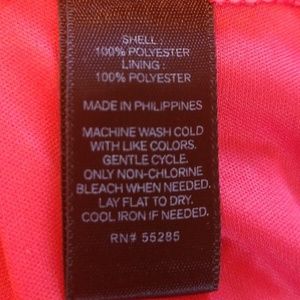 SHELL :
100% POLYESTER
LINING :
100% POLYESTER
MADE IN PHILIPPINES
MACHINE WASH COLD
WITH LIKE COLORS.
GENTLE CYCLE.
ONLY NON-CHLORINE
BLEACH WHEN NEEDED.
LAY FLAT TO DRY.
COOL IRON IF NEEDED.
RN# 55285